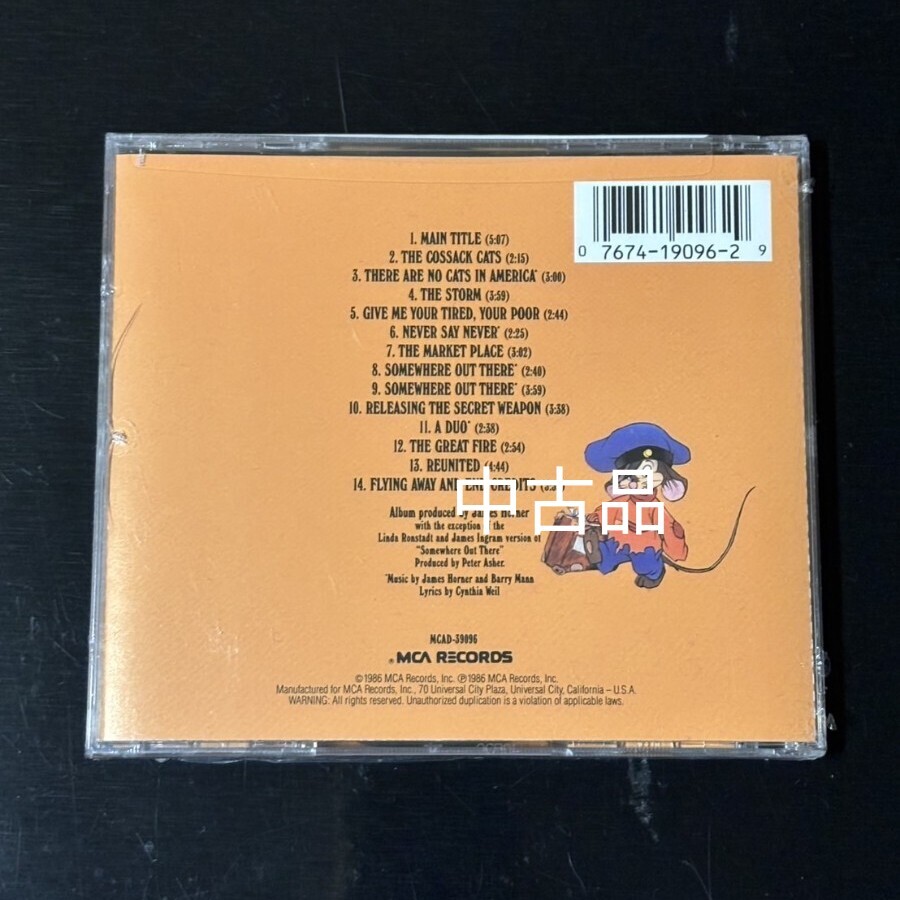 0 7674-19096-2 9
1. MAIN TITLE (5:07)
2. THE COSSACK CATS (2:15)
3. THERE ARE NO CATS IN AMERICA* (3:00)
4. THE STORM (3:59)
5. GIVE ME YOUR TIRED, YOUR POOR (2:44)
6. NEVER SAY NEVER* (2:25)
7. THE MARKET PLACE (3:02)
8. SOMEWHERE OUT THERE* (2:40)
9. SOMEWHERE OUT THERE* (3:59)
10. RELEASING THE SECRET WEAPON (3:38)
11. A DUO* (2:38)
12. THE GREAT FIRE (2:54)
13. REUNITED (4:44)
14. FLYING AWAY AND END CREDITS
中古品
Album produced by James Horner
with the exception of the
Linda Ronstadt and James Ingram version of
"Somewhere Out There"
Produced by Peter Asher.
*Music by James Horner and Barry Mann
Lyrics by Cynthia Weil
MCAD-39096
MCA RECORDS
©1986 MCA Records, Inc. ℗1986 MCA Records, Inc.
Manufactured for MCA Records, Inc., 70 Universal City Plaza, Universal City, California – U.S.A.
WARNING: All rights reserved. Unauthorized duplication is a violation of applicable laws.